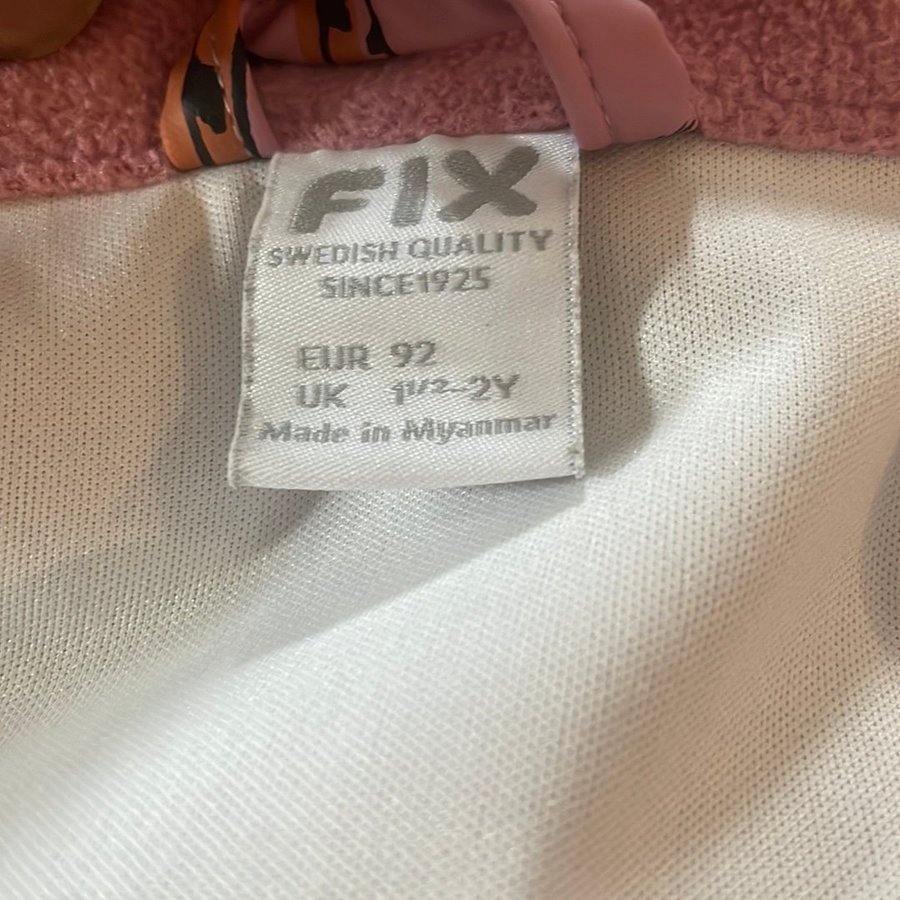 FIX
SWEDISH QUALITY
SINCE1925
EUR 92
UK 1½-2Y
Made in Myanmar